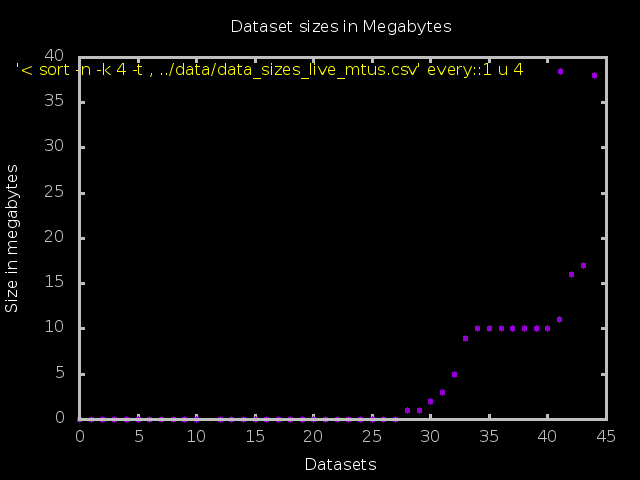 Dataset sizes in Megabytes
'< sort -n -k 4 -t , ../data/data_sizes_live_mtus.csv' every::1 u 4
40
35
30
25
20
15
10
5
0
Size in megabytes
0 5 10 15 20 25 30 35 40 45
Datasets